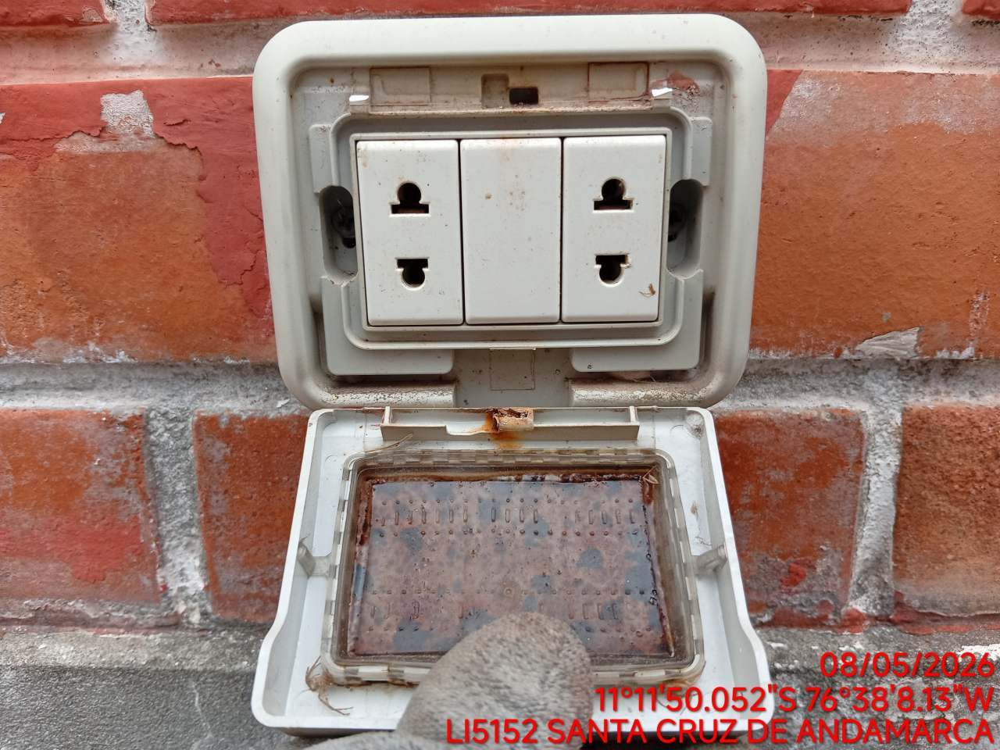 08/05/2026
11°11'50.052"S 76°38'8.13"W
LI5152 SANTA CRUZ DE ANDAMARCA